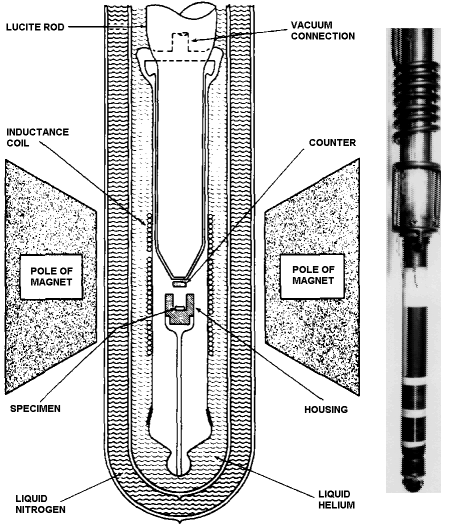 LUCITE ROD
VACUUM
CONNECTION
INDUCTANCE
COIL
COUNTER
POLE OF
MAGNET
POLE OF
MAGNET
SPECIMEN
HOUSING
LIQUID
NITROGEN
LIQUID
HELIUM